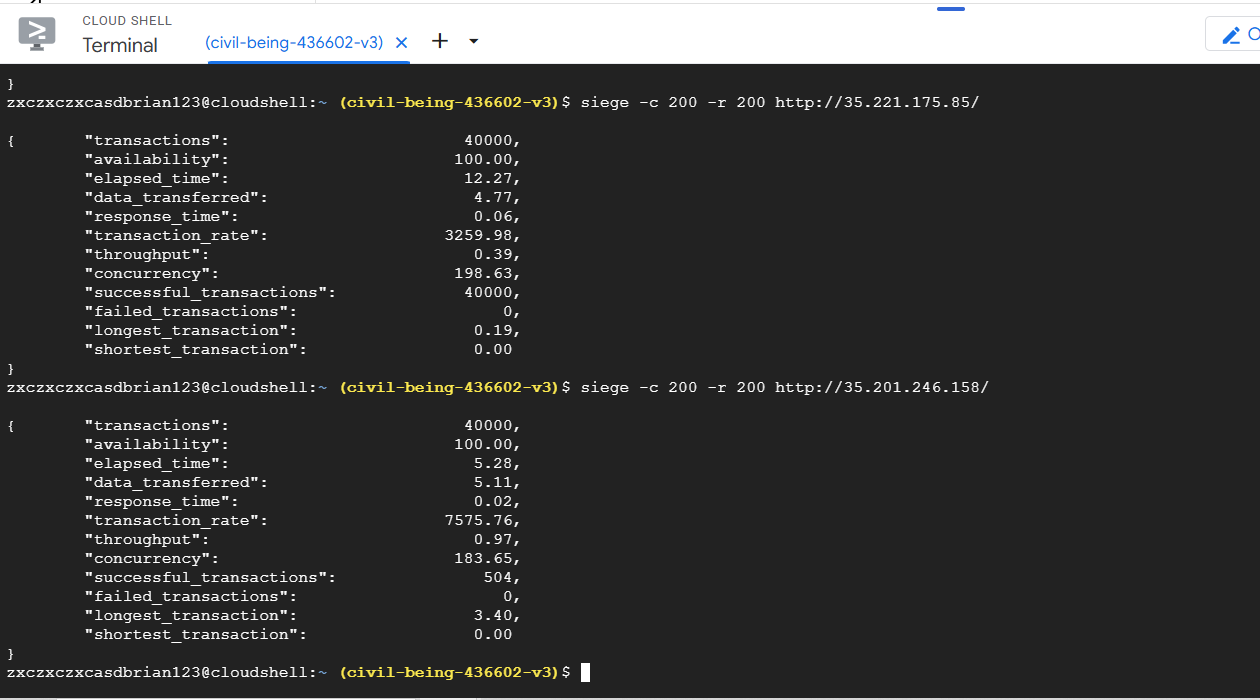 CLOUD SHELL
Terminal
(civil-being-436602-v3)
}
zxczxczxcasdbrian123@cloudshell:~ (civil-being-436602-v3)$ siege -c 200 -r 200 http://35.221.175.85/
{ "transactions": 40000,
"availability": 100.00,
"elapsed_time": 12.27,
"data_transferred": 4.77,
"response_time": 0.06,
"transaction_rate": 3259.98,
"throughput": 0.39,
"concurrency": 198.63,
"successful_transactions": 40000,
"failed_transactions": 0,
"longest_transaction": 0.19,
"shortest_transaction": 0.00
}
zxczxczxcasdbrian123@cloudshell:~ (civil-being-436602-v3)$ siege -c 200 -r 200 http://35.201.246.158/
{ "transactions": 40000,
"availability": 100.00,
"elapsed_time": 5.28,
"data_transferred": 5.11,
"response_time": 0.02,
"transaction_rate": 7575.76,
"throughput": 0.97,
"concurrency": 183.65,
"successful_transactions": 504,
"failed_transactions": 0,
"longest_transaction": 3.40,
"shortest_transaction": 0.00
}
zxczxczxcasdbrian123@cloudshell:~ (civil-being-436602-v3)$